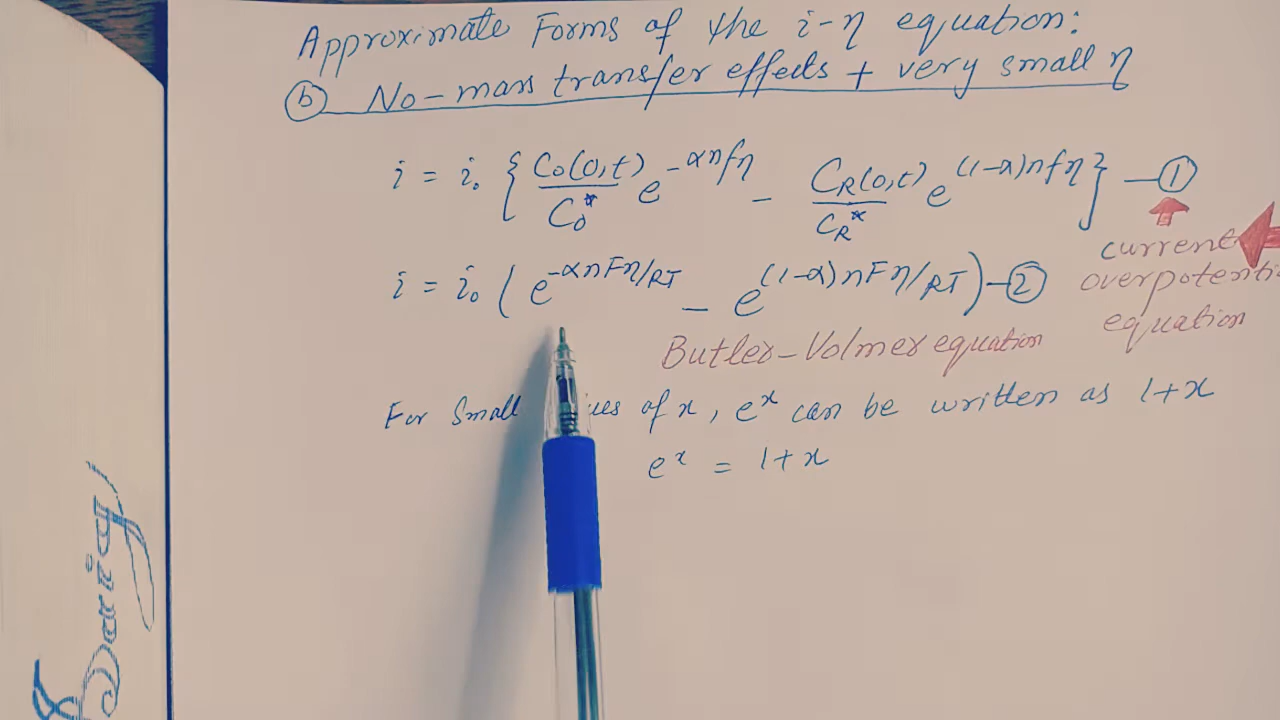 Approximate Forms of the i-η equation:
(b) No-mass transfer effects + very small η
i = i₀ { C₀(0,t)/C₀* e^{-αnfη} - C_R(0,t)/C_R* e^{(1-α)nfη} } —①
i = i₀ ( e^{-αnFη/RT} - e^{(1-α)nFη/RT} ) —②
current
overpotenti
equation
Butler-Volmer equation
For Small ues of x, eˣ can be written as 1+x
eˣ = 1+x